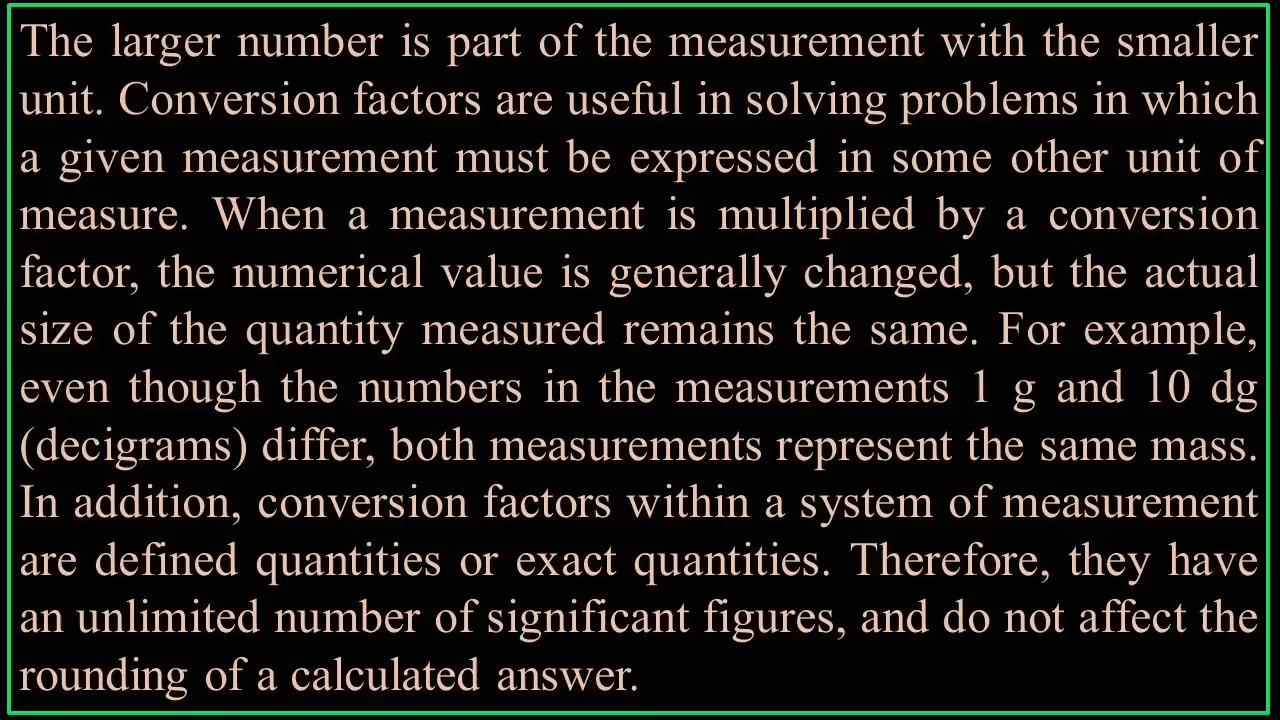 The larger number is part of the measurement with the smaller
unit. Conversion factors are useful in solving problems in which
a given measurement must be expressed in some other unit of
measure. When a measurement is multiplied by a conversion
factor, the numerical value is generally changed, but the actual
size of the quantity measured remains the same. For example,
even though the numbers in the measurements 1 g and 10 dg
(decigrams) differ, both measurements represent the same mass.
In addition, conversion factors within a system of measurement
are defined quantities or exact quantities. Therefore, they have
an unlimited number of significant figures, and do not affect the
rounding of a calculated answer.